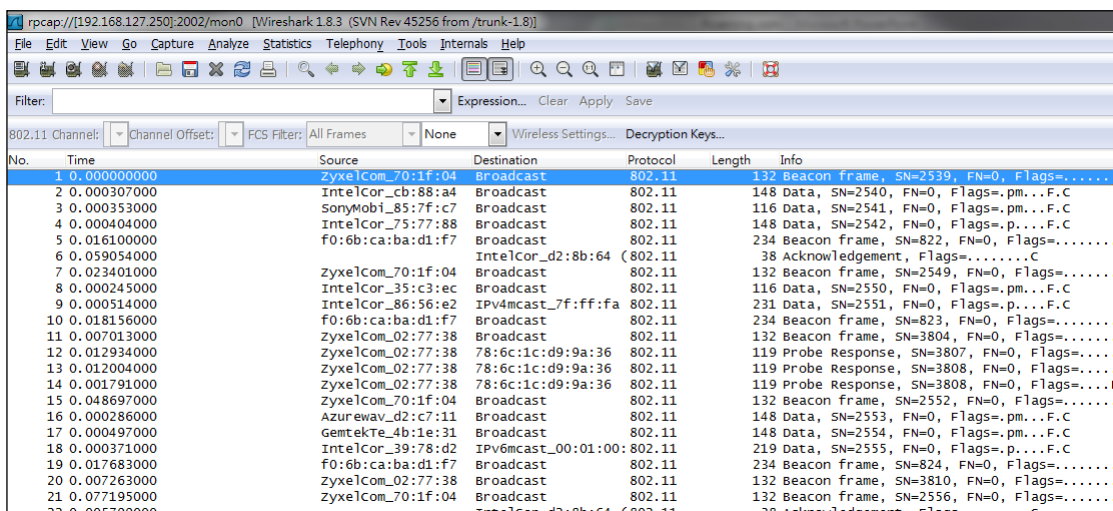 rpcap://[192.168.127.250]:2002/mon0 [Wireshark 1.8.3 (SVN Rev 45256 from /trunk-1.8)]
File Edit View Go Capture Analyze Statistics Telephony Tools Internals Help
Filter: Expression... Clear Apply Save
802.11 Channel: Channel Offset: FCS Filter: All Frames None Wireless Settings... Decryption Keys...
No. Time Source Destination Protocol Length Info
1 0.000000000 ZyxelCom_70:1f:04 Broadcast 802.11 132 Beacon frame, SN=2539, FN=0, Flags=......
2 0.000307000 IntelCor_cb:88:a4 Broadcast 802.11 148 Data, SN=2540, FN=0, Flags=.pm...F.C
3 0.000353000 SonyMobi_85:7f:c7 Broadcast 802.11 116 Data, SN=2541, FN=0, Flags=.pm...F.C
4 0.000404000 IntelCor_75:77:88 Broadcast 802.11 148 Data, SN=2542, FN=0, Flags=.p....F.C
5 0.016100000 f0:6b:ca:ba:d1:f7 Broadcast 802.11 234 Beacon frame, SN=822, FN=0, Flags=.......
6 0.059054000 IntelCor_d2:8b:64 (802.11 38 Acknowledgement, Flags=........C
7 0.023401000 ZyxelCom_70:1f:04 Broadcast 802.11 132 Beacon frame, SN=2549, FN=0, Flags=......
8 0.000245000 IntelCor_35:c3:ec Broadcast 802.11 116 Data, SN=2550, FN=0, Flags=.pm...F.C
9 0.000514000 IntelCor_86:56:e2 IPv4mcast_7f:ff:fa 802.11 231 Data, SN=2551, FN=0, Flags=.p....F.C
10 0.018156000 f0:6b:ca:ba:d1:f7 Broadcast 802.11 234 Beacon frame, SN=823, FN=0, Flags=.......
11 0.007013000 ZyxelCom_02:77:38 Broadcast 802.11 132 Beacon frame, SN=3804, FN=0, Flags=......
12 0.012934000 ZyxelCom_02:77:38 78:6c:1c:d9:9a:36 802.11 119 Probe Response, SN=3807, FN=0, Flags=....
13 0.012004000 ZyxelCom_02:77:38 78:6c:1c:d9:9a:36 802.11 119 Probe Response, SN=3808, FN=0, Flags=....
14 0.001791000 ZyxelCom_02:77:38 78:6c:1c:d9:9a:36 802.11 119 Probe Response, SN=3808, FN=0, Flags=....
15 0.048697000 ZyxelCom_70:1f:04 Broadcast 802.11 132 Beacon frame, SN=2552, FN=0, Flags=......
16 0.000286000 Azurewav_d2:c7:11 Broadcast 802.11 148 Data, SN=2553, FN=0, Flags=.pm...F.C
17 0.000497000 GemtekTe_4b:1e:31 Broadcast 802.11 148 Data, SN=2554, FN=0, Flags=.pm...F.C
18 0.000371000 IntelCor_39:78:d2 IPv6mcast_00:01:00: 802.11 219 Data, SN=2555, FN=0, Flags=.p....F.C
19 0.017683000 f0:6b:ca:ba:d1:f7 Broadcast 802.11 234 Beacon frame, SN=824, FN=0, Flags=.......
20 0.007263000 ZyxelCom_02:77:38 Broadcast 802.11 132 Beacon frame, SN=3810, FN=0, Flags=......
21 0.077195000 ZyxelCom_70:1f:04 Broadcast 802.11 132 Beacon frame, SN=2556, FN=0, Flags=......